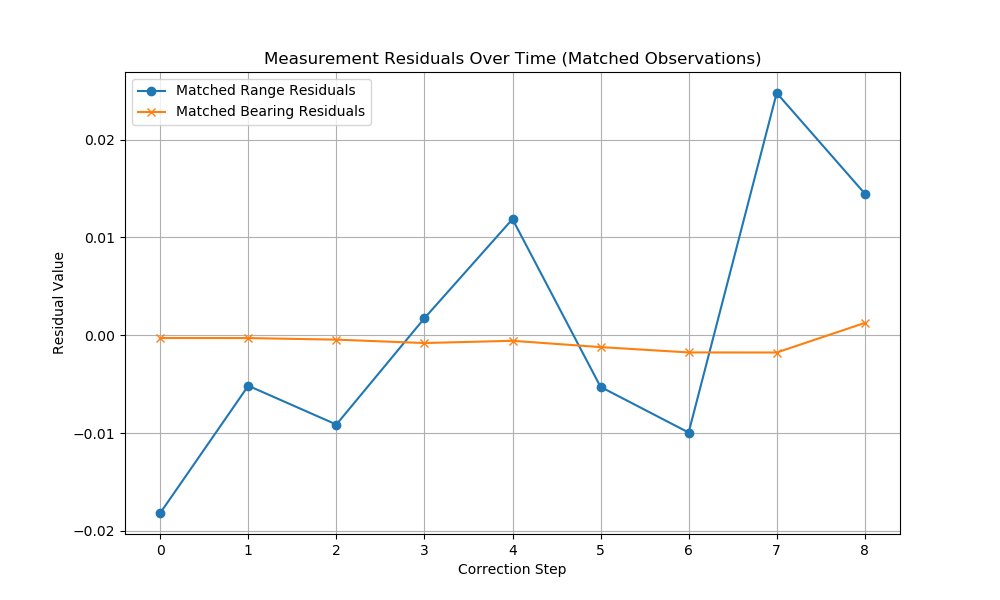 Measurement Residuals Over Time (Matched Observations)
Matched Range Residuals
Matched Bearing Residuals
Residual Value
0.02
0.01
0.00
−0.01
−0.02
0 1 2 3 4 5 6 7 8
Correction Step